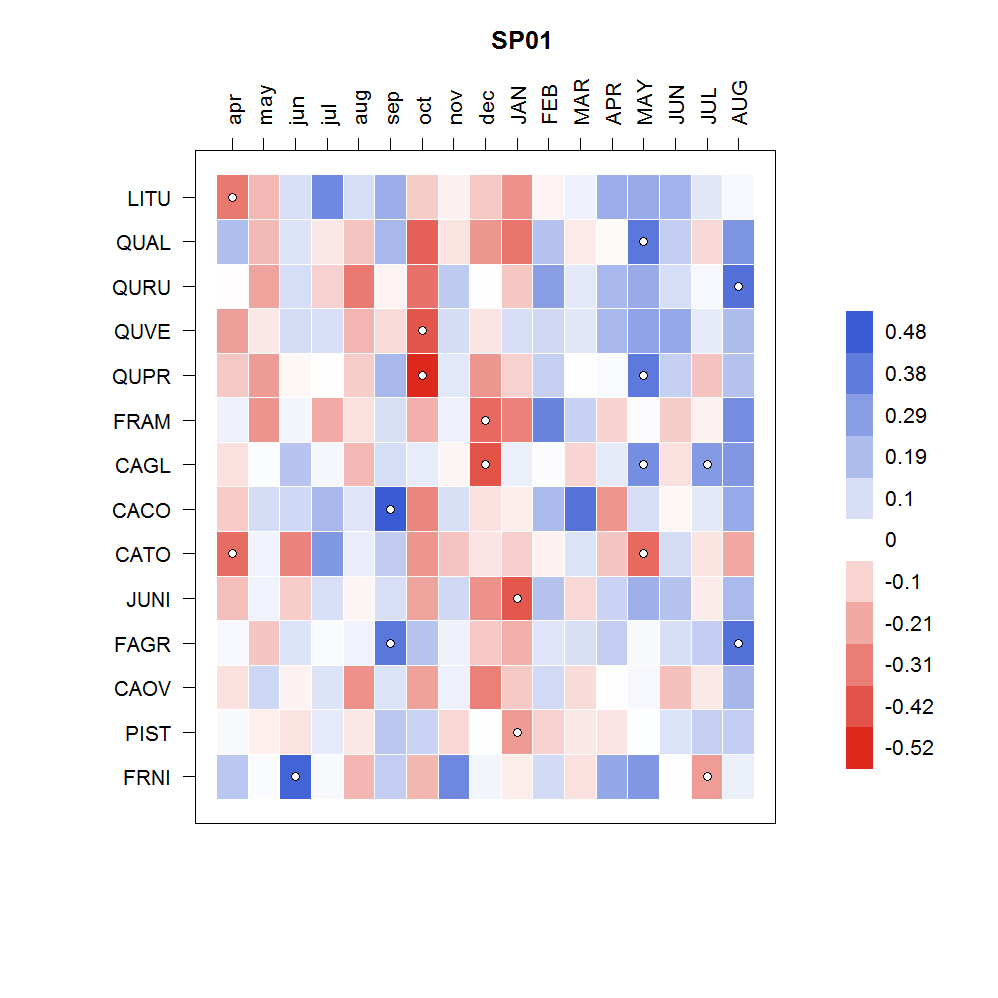 SP01
apr may jun jul aug sep oct nov dec JAN FEB MAR APR MAY JUN JUL AUG
LITU
QUAL
QURU
QUVE
QUPR
FRAM
CAGL
CACO
CATO
JUNI
FAGR
CAOV
PIST
FRNI
0.48
0.38
0.29
0.19
0.1
0
-0.1
-0.21
-0.31
-0.42
-0.52